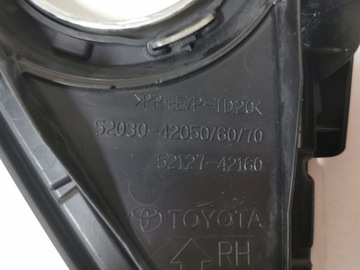 >PP+E/P-TD20<
52030-42050/60/70
52127-42160
TOYOTA
RH